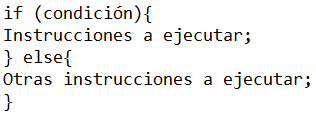 if (condición){
Instrucciones a ejecutar;
} else{
Otras instrucciones a ejecutar;
}